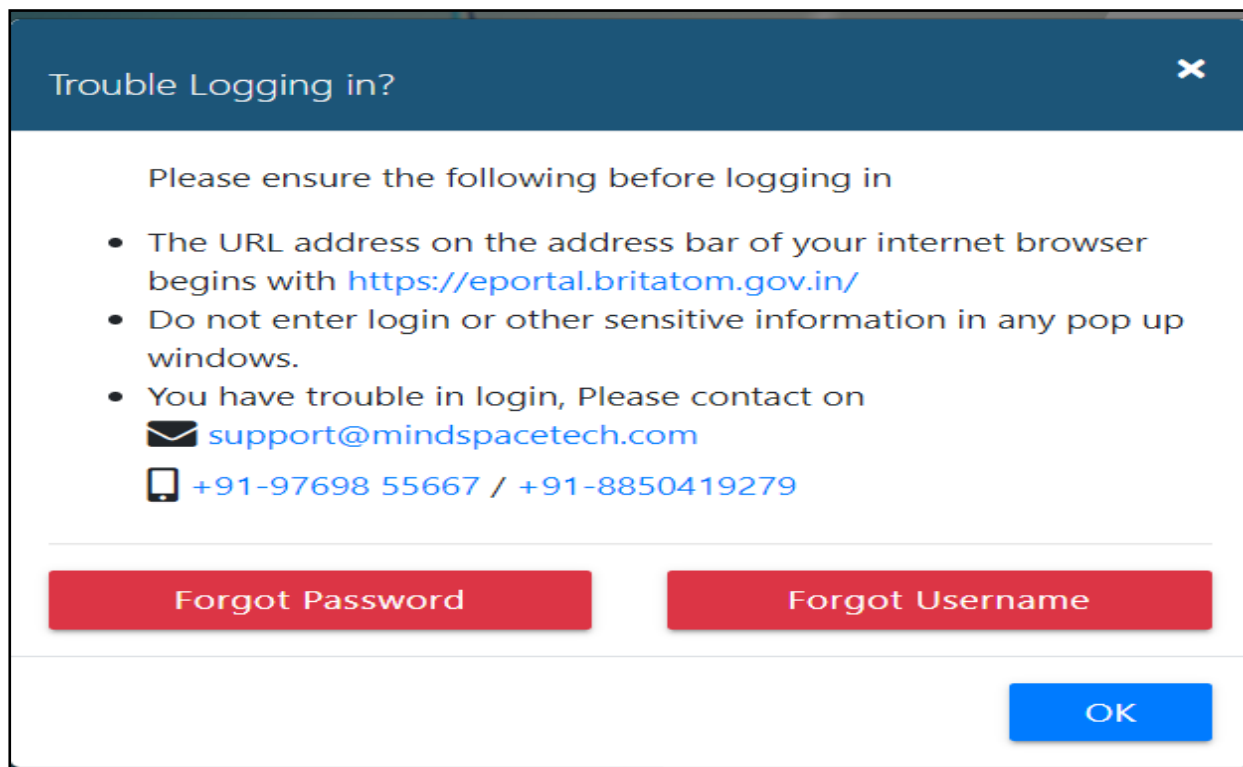 Trouble Logging in?
Please ensure the following before logging in
The URL address on the address bar of your internet browser
begins with https://eportal.britatom.gov.in/
Do not enter login or other sensitive information in any pop up
windows.
You have trouble in login, Please contact on
support@mindspacetech.com
+91-97698 55667 / +91-8850419279
Forgot Password
Forgot Username
OK